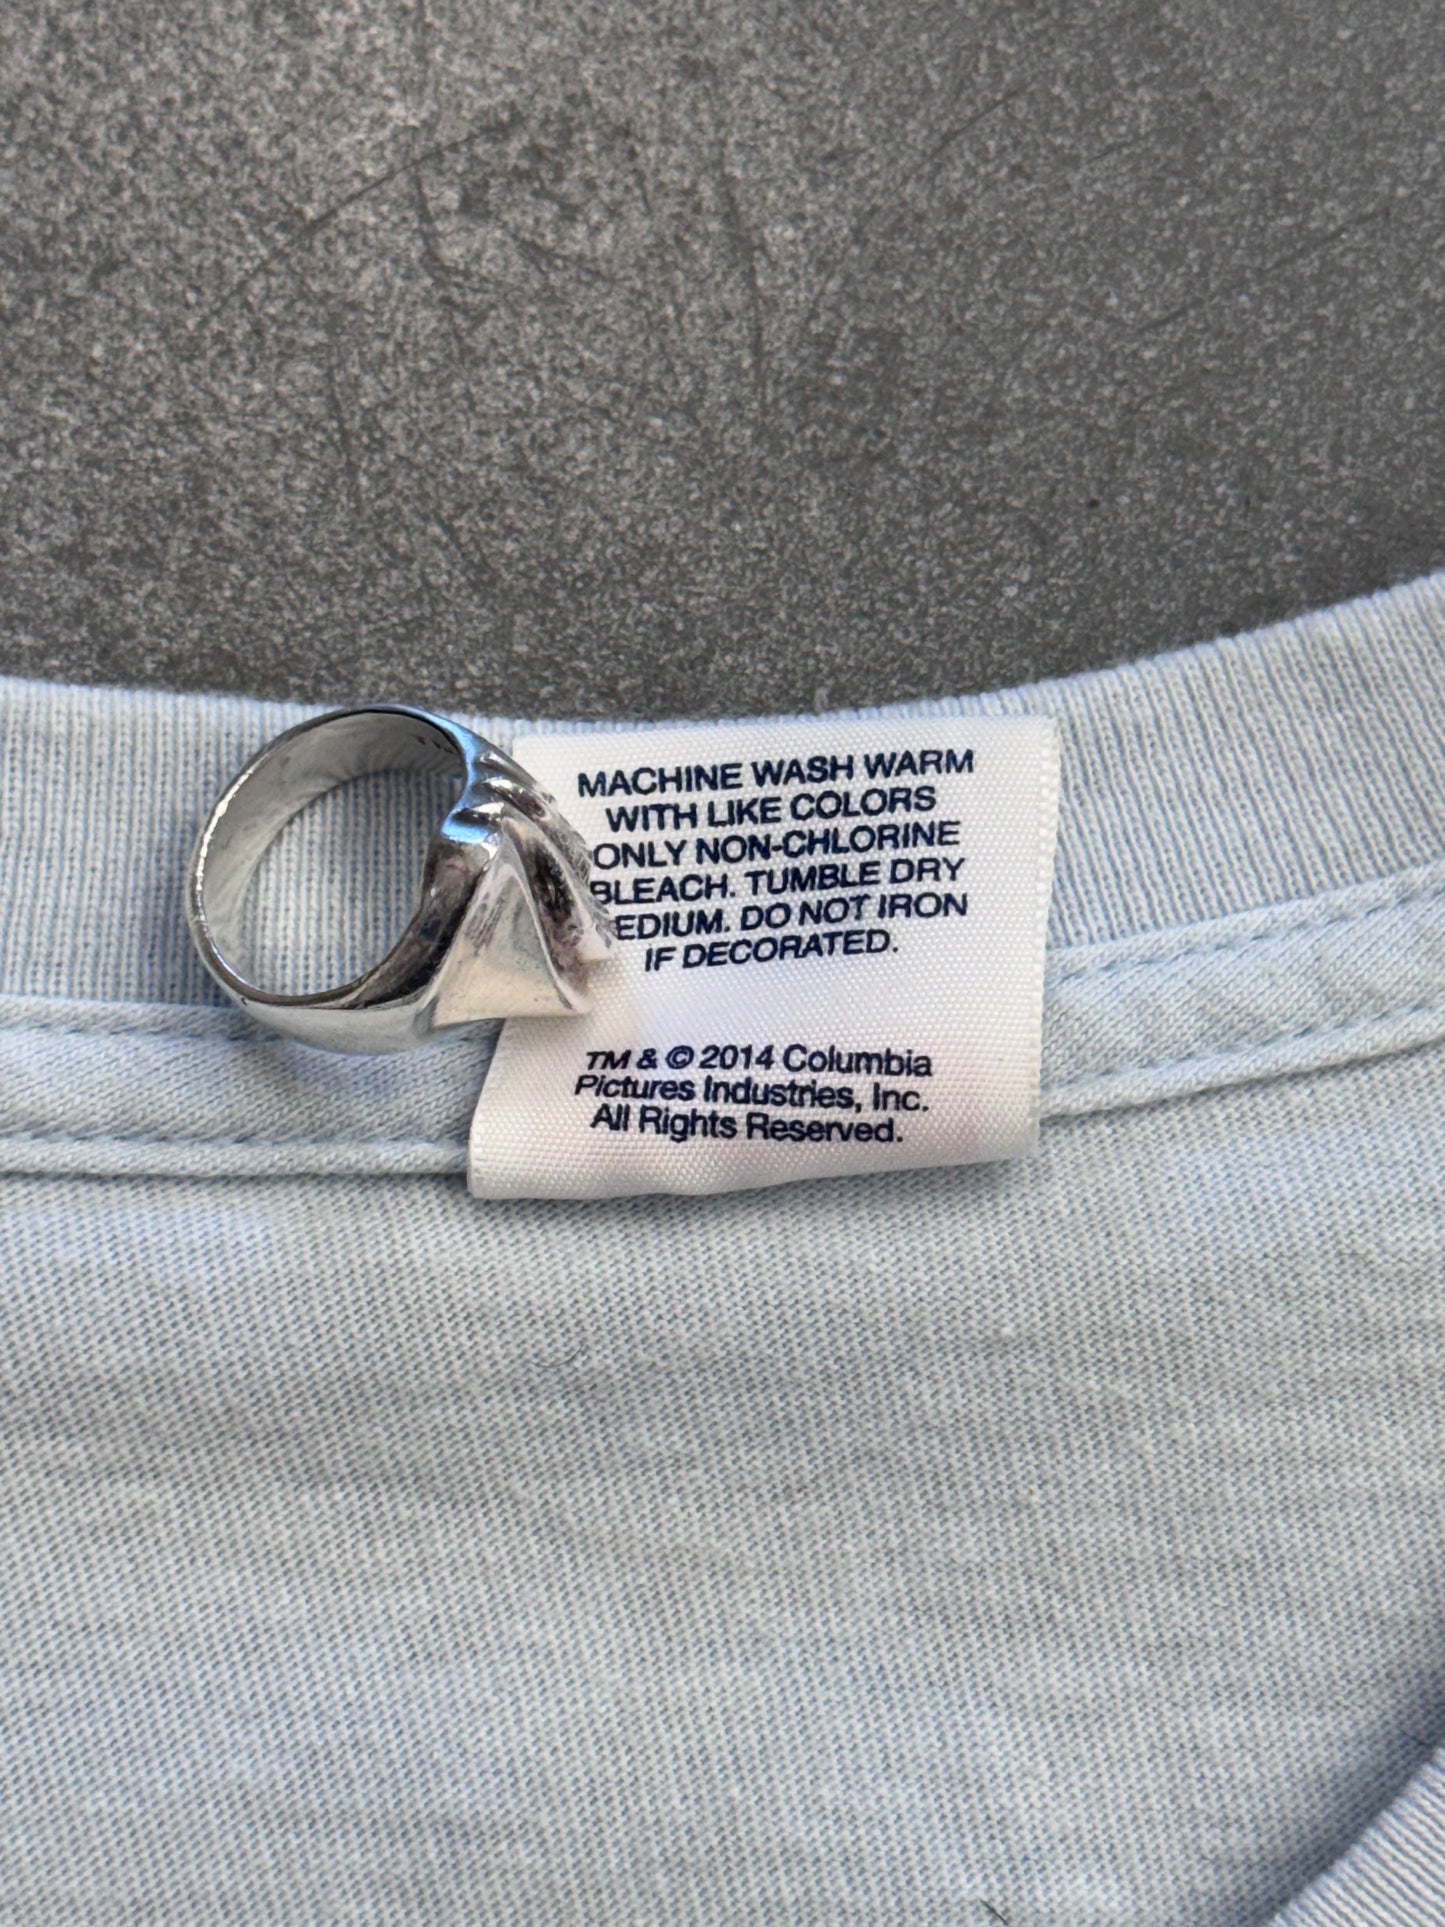 MACHINE WASH WARM
WITH LIKE COLORS
ONLY NON-CHLORINE
BLEACH. TUMBLE DRY
EDIUM. DO NOT IRON
IF DECORATED.
TM & © 2014 Columbia
Pictures Industries, Inc.
All Rights Reserved.